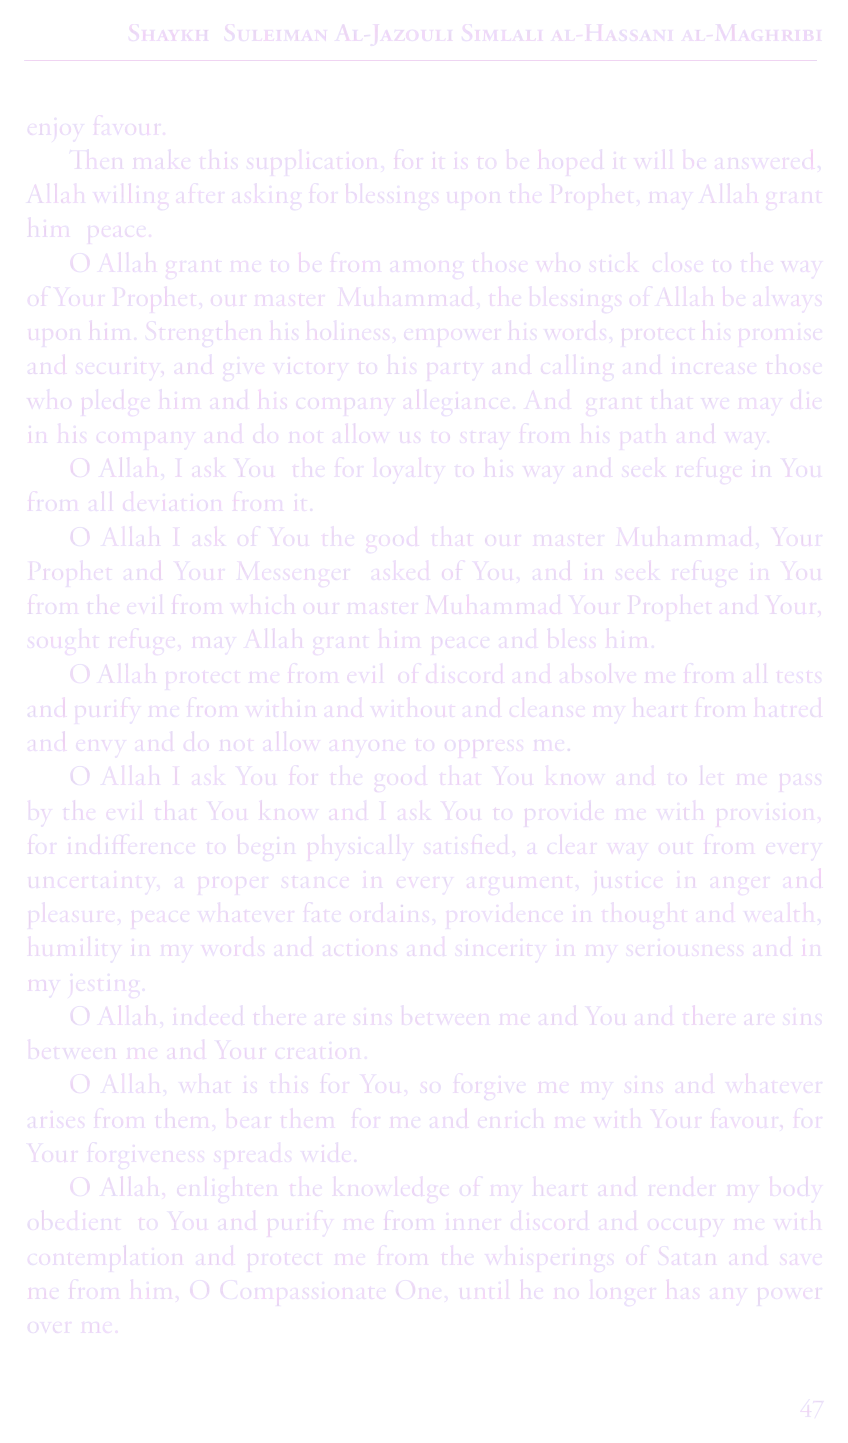 Shaykh Suleiman Al-Jazouli Simlali al-Hassani al-Maghribi
enjoy favour.
Then make this supplication, for it is to be hoped it will be answered,
Allah willing after asking for blessings upon the Prophet, may Allah grant
him peace.
O Allah grant me to be from among those who stick close to the way
of Your Prophet, our master Muhammad, the blessings of Allah be always
upon him. Strengthen his holiness, empower his words, protect his promise
and security, and give victory to his party and calling and increase those
who pledge him and his company allegiance. And grant that we may die
in his company and do not allow us to stray from his path and way.
O Allah, I ask You the for loyalty to his way and seek refuge in You
from all deviation from it.
O Allah I ask of You the good that our master Muhammad, Your
Prophet and Your Messenger asked of You, and in seek refuge in You
from the evil from which our master Muhammad Your Prophet and Your,
sought refuge, may Allah grant him peace and bless him.
O Allah protect me from evil of discord and absolve me from all tests
and purify me from within and without and cleanse my heart from hatred
and envy and do not allow anyone to oppress me.
O Allah I ask You for the good that You know and to let me pass
by the evil that You know and I ask You to provide me with provision,
for indifference to begin physically satisfied, a clear way out from every
uncertainty, a proper stance in every argument, justice in anger and
pleasure, peace whatever fate ordains, providence in thought and wealth,
humility in my words and actions and sincerity in my seriousness and in
my jesting.
O Allah, indeed there are sins between me and You and there are sins
between me and Your creation.
O Allah, what is this for You, so forgive me my sins and whatever
arises from them, bear them for me and enrich me with Your favour, for
Your forgiveness spreads wide.
O Allah, enlighten the knowledge of my heart and render my body
obedient to You and purify me from inner discord and occupy me with
contemplation and protect me from the whisperings of Satan and save
me from him, O Compassionate One, until he no longer has any power
over me.
47